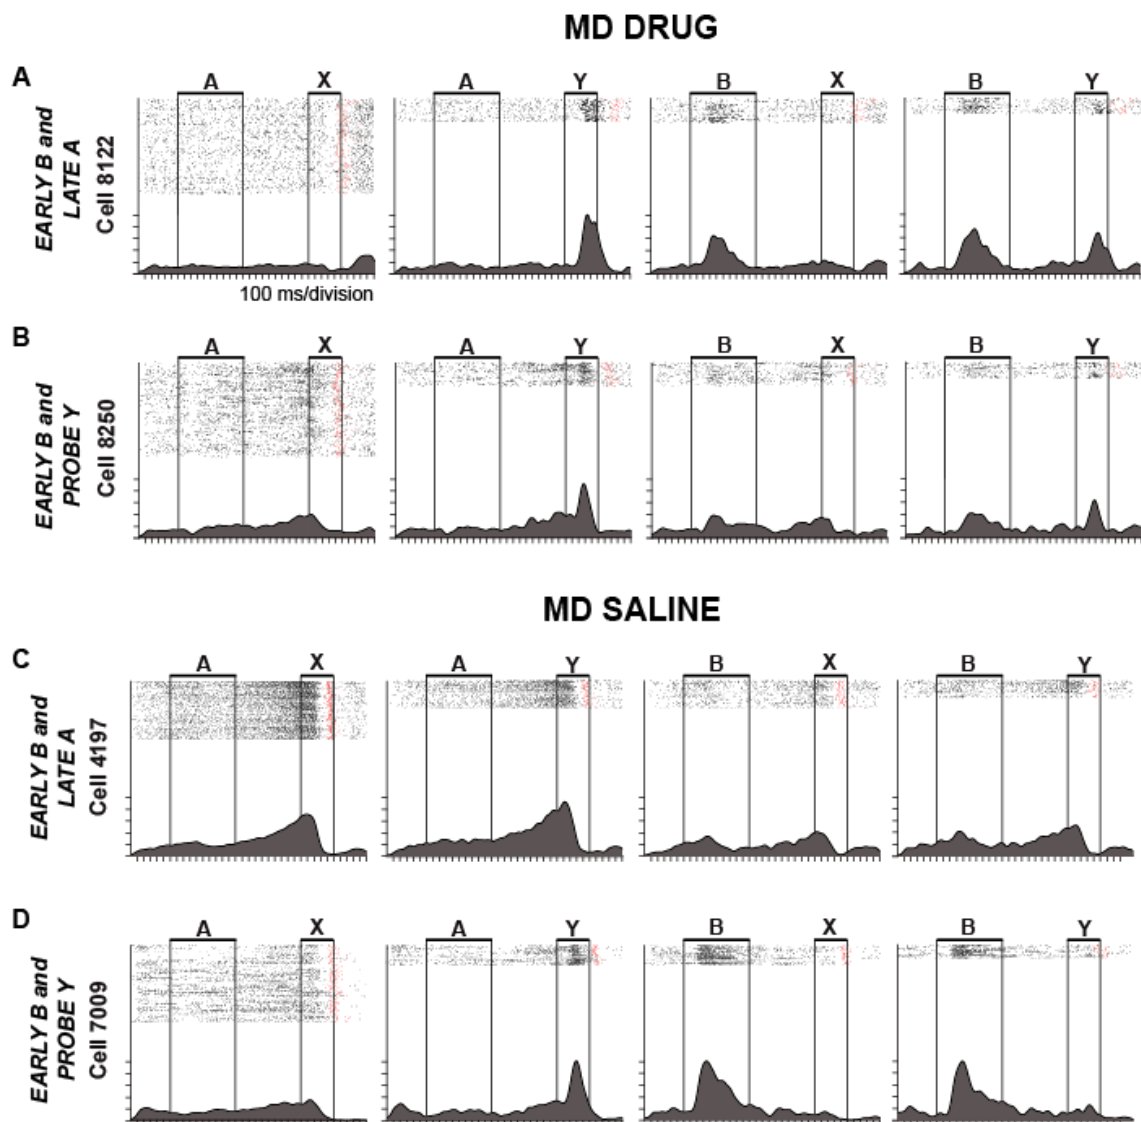 MD DRUG
A
EARLY B and
LATE A
Cell 8122
A X
A Y
B X
B Y
100 ms/division
B
EARLY B and
PROBE Y
Cell 8250
A X
A Y
B X
B Y
MD SALINE
C
EARLY B and
LATE A
Cell 4197
A X
A Y
B X
B Y
D
EARLY B and
PROBE Y
Cell 7009
A X
A Y
B X
B Y